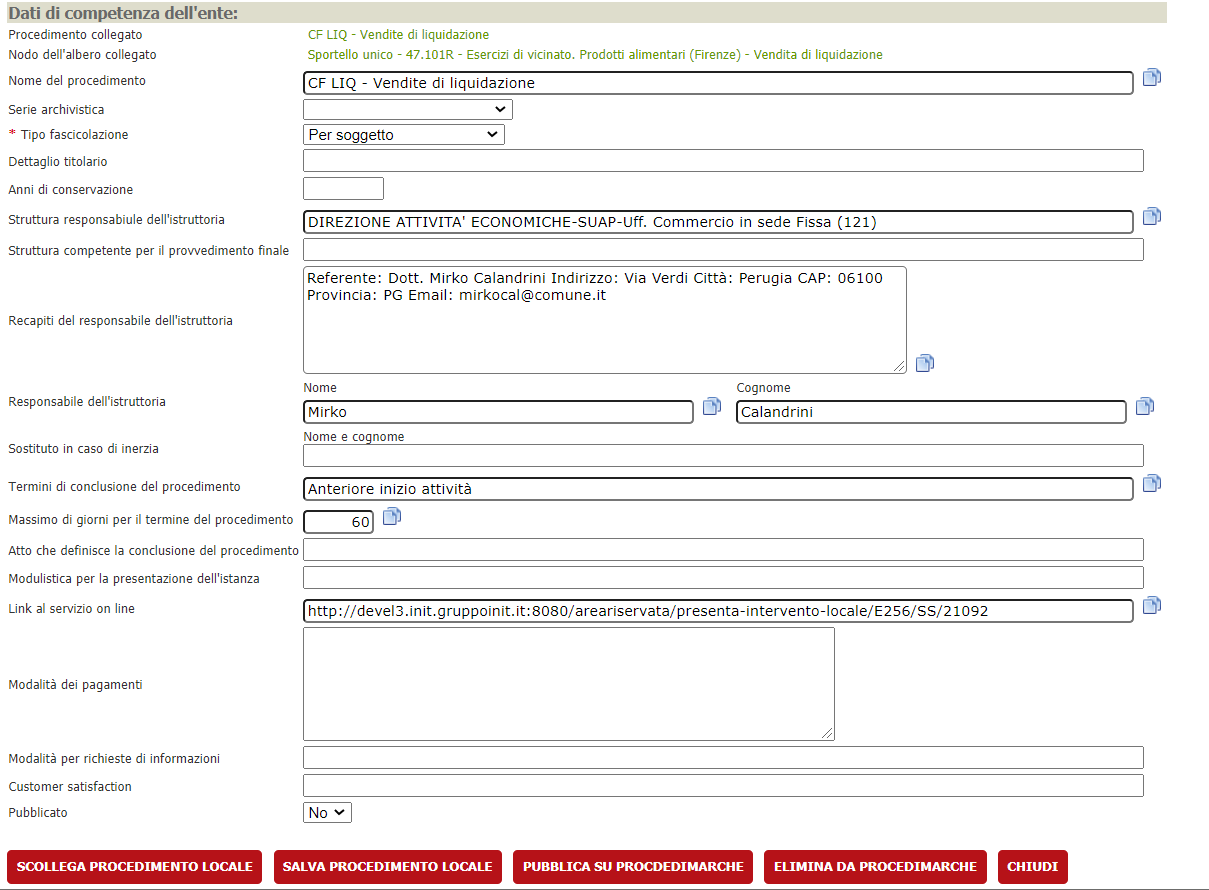 Dati di competenza dell'ente:
Procedimento collegato CF LIQ - Vendite di liquidazione
Nodo dell'albero collegato Sportello unico - 47.101R - Esercizi di vicinato. Prodotti alimentari (Firenze) - Vendita di liquidazione
Nome del procedimento CF LIQ - Vendite di liquidazione
Serie archivistica
* Tipo fascicolazione Per soggetto
Dettaglio titolario
Anni di conservazione
Struttura responsabiule dell'istruttoria DIREZIONE ATTIVITA' ECONOMICHE-SUAP-Uff. Commercio in sede Fissa (121)
Struttura competente per il provvedimento finale
Recapiti del responsabile dell'istruttoria
Referente: Dott. Mirko Calandrini Indirizzo: Via Verdi Città: Perugia CAP: 06100
Provincia: PG Email: mirkocal@comune.it
Nome Cognome
Responsabile dell'istruttoria Mirko Calandrini
Nome e cognome
Sostituto in caso di inerzia
Termini di conclusione del procedimento Anteriore inizio attività
Massimo di giorni per il termine del procedimento 60
Atto che definisce la conclusione del procedimento
Modulistica per la presentazione dell'istanza
Link al servizio on line http://devel3.init.gruppoinit.it:8080/areariservata/presenta-intervento-locale/E256/SS/21092
Modalità dei pagamenti
Modalità per richieste di informazioni
Customer satisfaction
Pubblicato No
SCOLLEGA PROCEDIMENTO LOCALE SALVA PROCEDIMENTO LOCALE PUBBLICA SU PROCDEDIMARCHE ELIMINA DA PROCEDIMARCHE CHIUDI